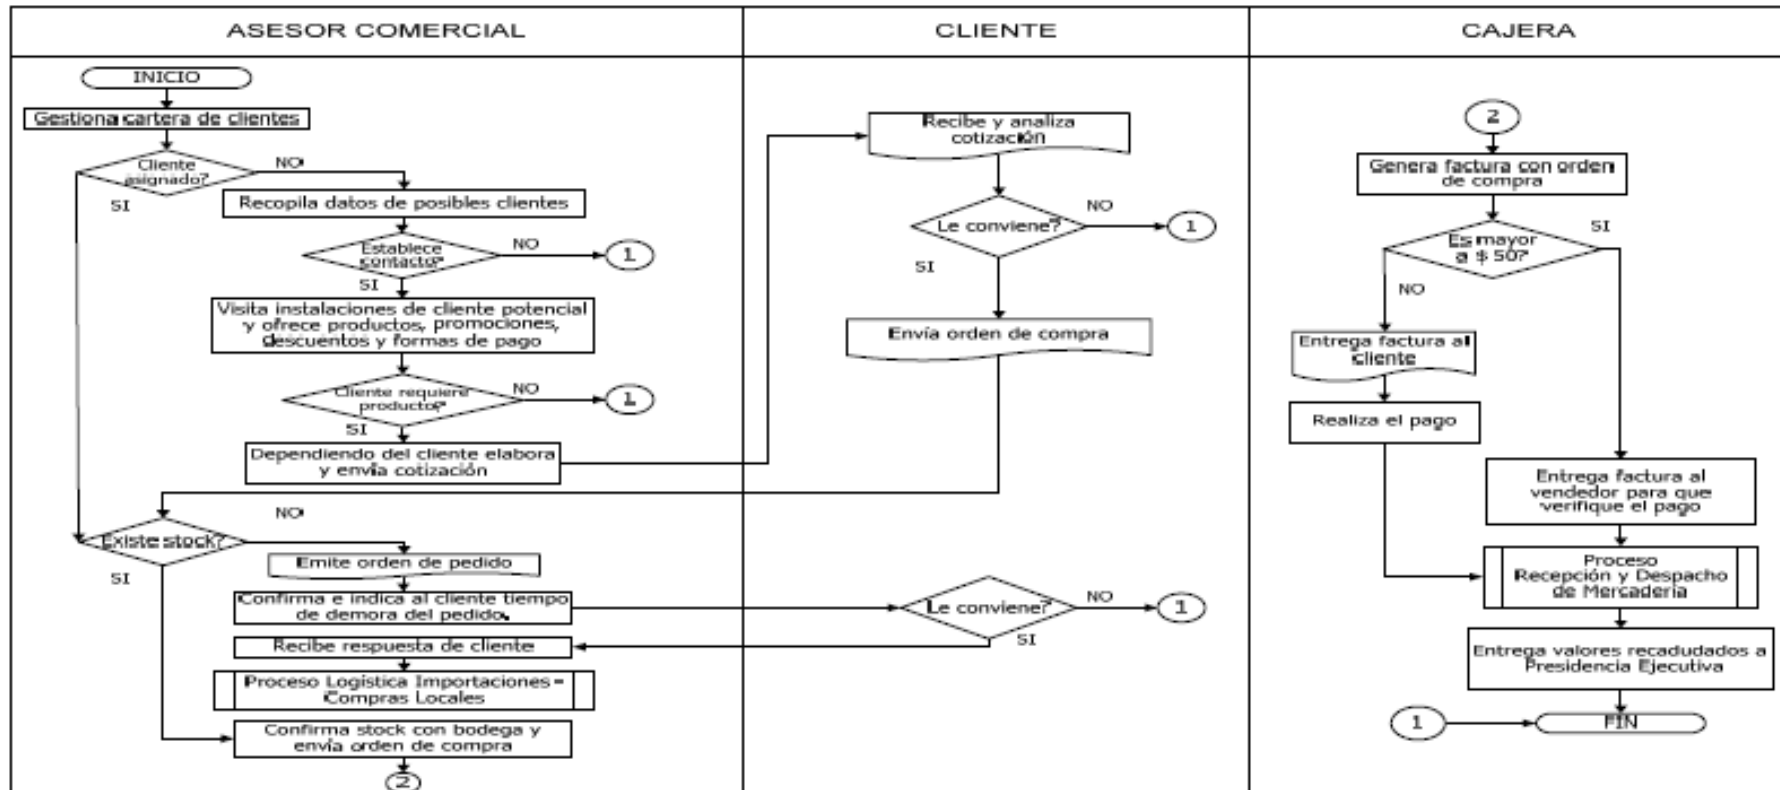 ASESOR COMERCIAL
CLIENTE
CAJERA
INICIO
Gestiona cartera de clientes
Cliente
asignado?
NO
SI
Recopila datos de posibles clientes
Establece
contacto?
NO
1
SI
Visita instalaciones de cliente potencial
y ofrece productos, promociones,
descuentos y formas de pago
Cliente requiere
producto?
NO
1
SI
Dependiendo del cliente elabora
y envía cotización
NO
Existe stock?
SI
Emite orden de pedido
Confirma e indica al cliente tiempo
de demora del pedido.
Recibe respuesta de cliente
Proceso Logística Importaciones -
Compras Locales
Confirma stock con bodega y
envía orden de compra
2
Recibe y analiza
cotización
Le conviene?
NO
1
SI
Envía orden de compra
Le conviene?
NO
1
SI
2
Genera factura con orden
de compra
Es mayor
a $ 50?
SI
NO
Entrega factura al
cliente
Realiza el pago
Entrega factura al
vendedor para que
verifique el pago
Proceso
Recepción y Despacho
de Mercadería
Entrega valores recadudados a
Presidencia Ejecutiva
1
FIN